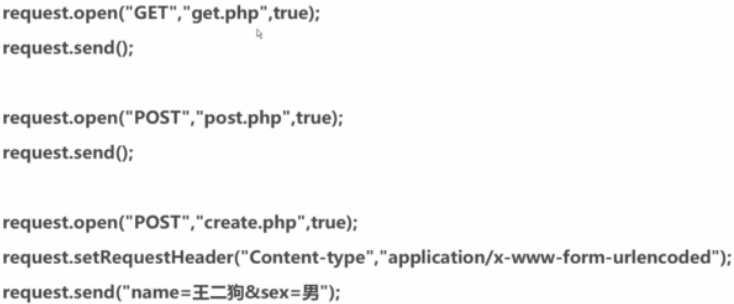 request.open("GET","get.php",true);
request.send();
request.open("POST","post.php",true);
request.send();
request.open("POST","create.php",true);
request.setRequestHeader("Content-type","application/x-www-form-urlencoded");
request.send("name=王二狗&sex=男");